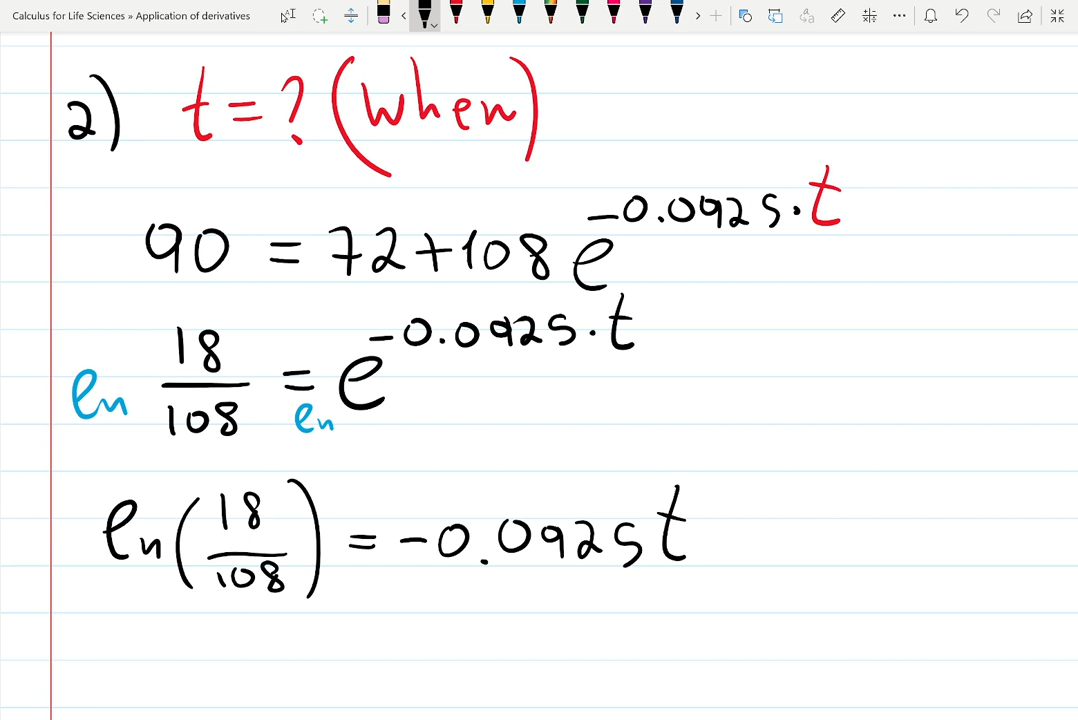 Calculus for Life Sciences » Application of derivatives
2) t = ? (when)
90 = 72 + 108 e^{-0.0925·t}
ln 18/108 = ln e^{-0.0925·t}
ln(18/108) = -0.0925t